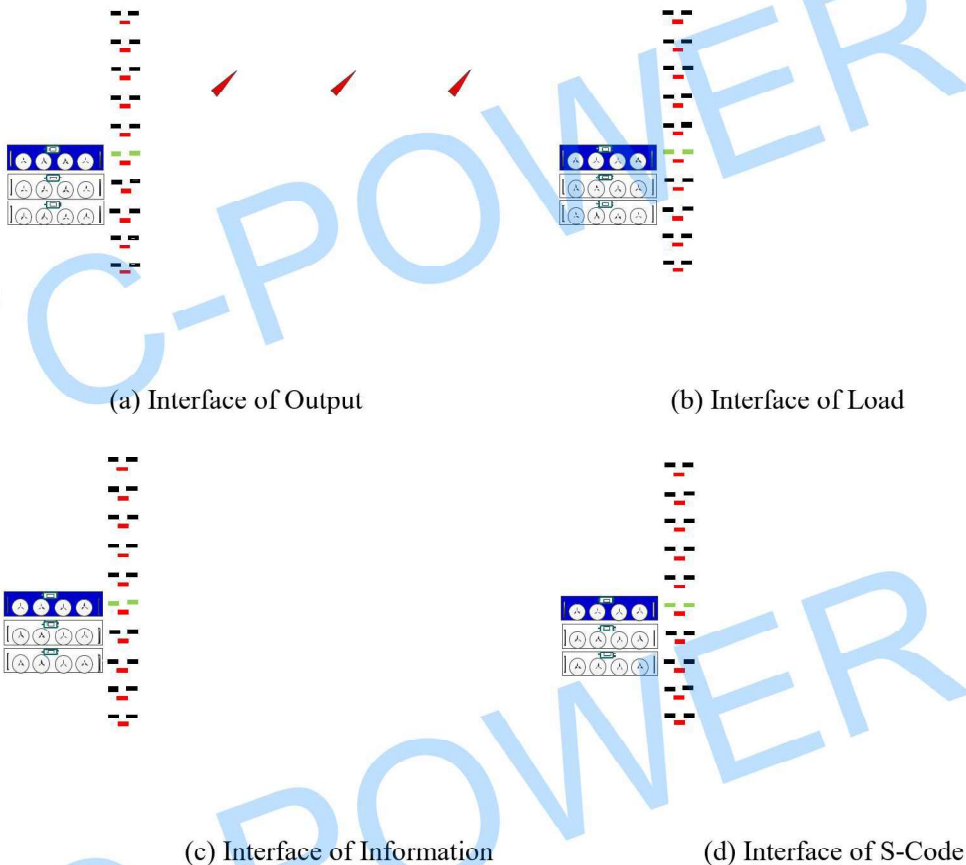 C-POWER
(a) Interface of Output
(b) Interface of Load
C-POWER
(c) Interface of Information
(d) Interface of S-Code